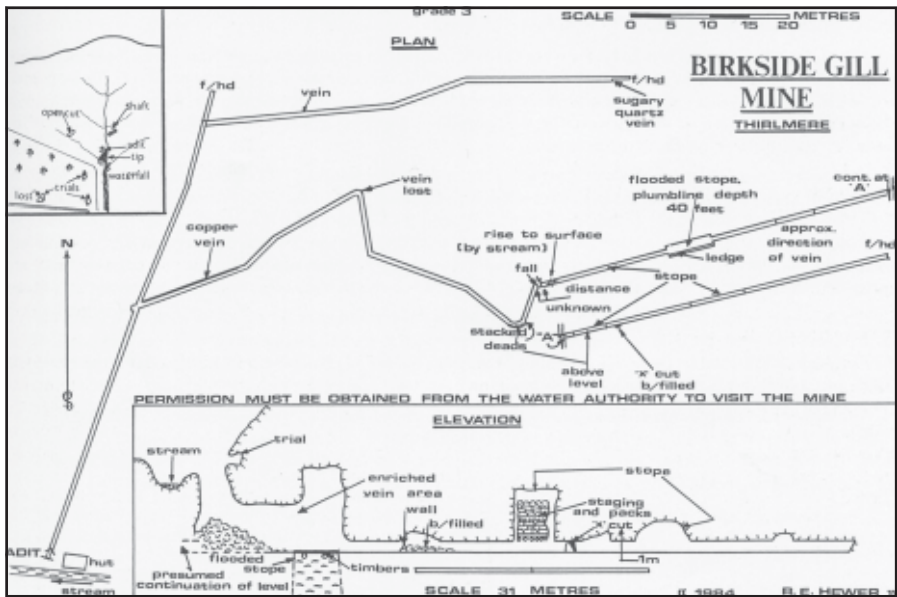 grade 3
SCALE
METRES
0 5 10 15 20
PLAN
BIRKSIDE GILL
MINE
THIRLMERE
shaft
opencut
adit
tip
waterfall
lost
trials
f/hd
vein
f/hd
sugary
quartz
vein
vein
lost
copper
vein
N
flooded stope.
plumbline depth
40 feet
cont. at
'A'
rise to surface
(by stream)
ledge
approx.
direction
of vein
f/hd
fall
stope
distance
unknown
stacked
deads
"A"
above
level
'x' cut
b/filled
ADIT
hut
stream
PERMISSION MUST BE OBTAINED FROM THE WATER AUTHORITY TO VISIT THE MINE
ELEVATION
stream
trial
enriched
vein area
wall
b/filled
stope
staging
and packs
'x' cut
1m
flooded
stope
timbers
presumed
continuation of level
SCALE 31 METRES
1984
R.E. HEWER